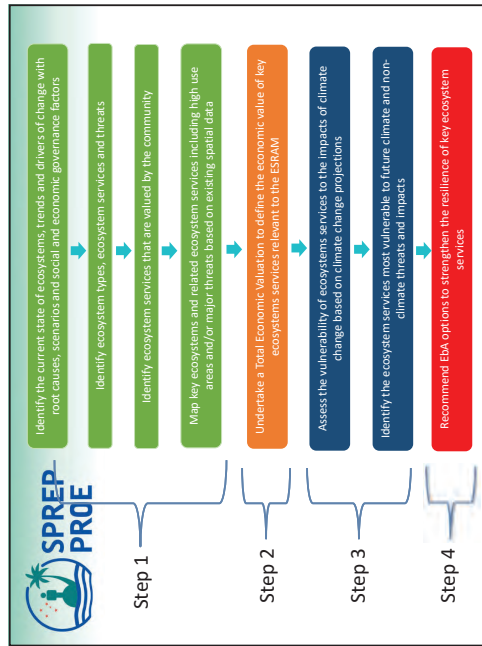 SPREP
PROE
Step 1
Identify the current state of ecosystems, trends and drivers of change with
root causes, scenarios and social and economic governance factors
Identify ecosystem types, ecosystem services and threats
Identify ecosystem services that are valued by the community
Map key ecosystems and related ecosystem services including high use
areas and/or major threats based on existing spatial data
Step 2
Undertake a Total Economic Valuation to define the economic value of key
ecosystems services relevant to the ESRAM
Step 3
Assess the vulnerability of ecosystems services to the impacts of climate
change based on climate change projections
Identify the ecosystem services most vulnerable to future climate and non-
climate threats and impacts
Step 4
Recommend EbA options to strengthen the resilience of key ecosystem
services